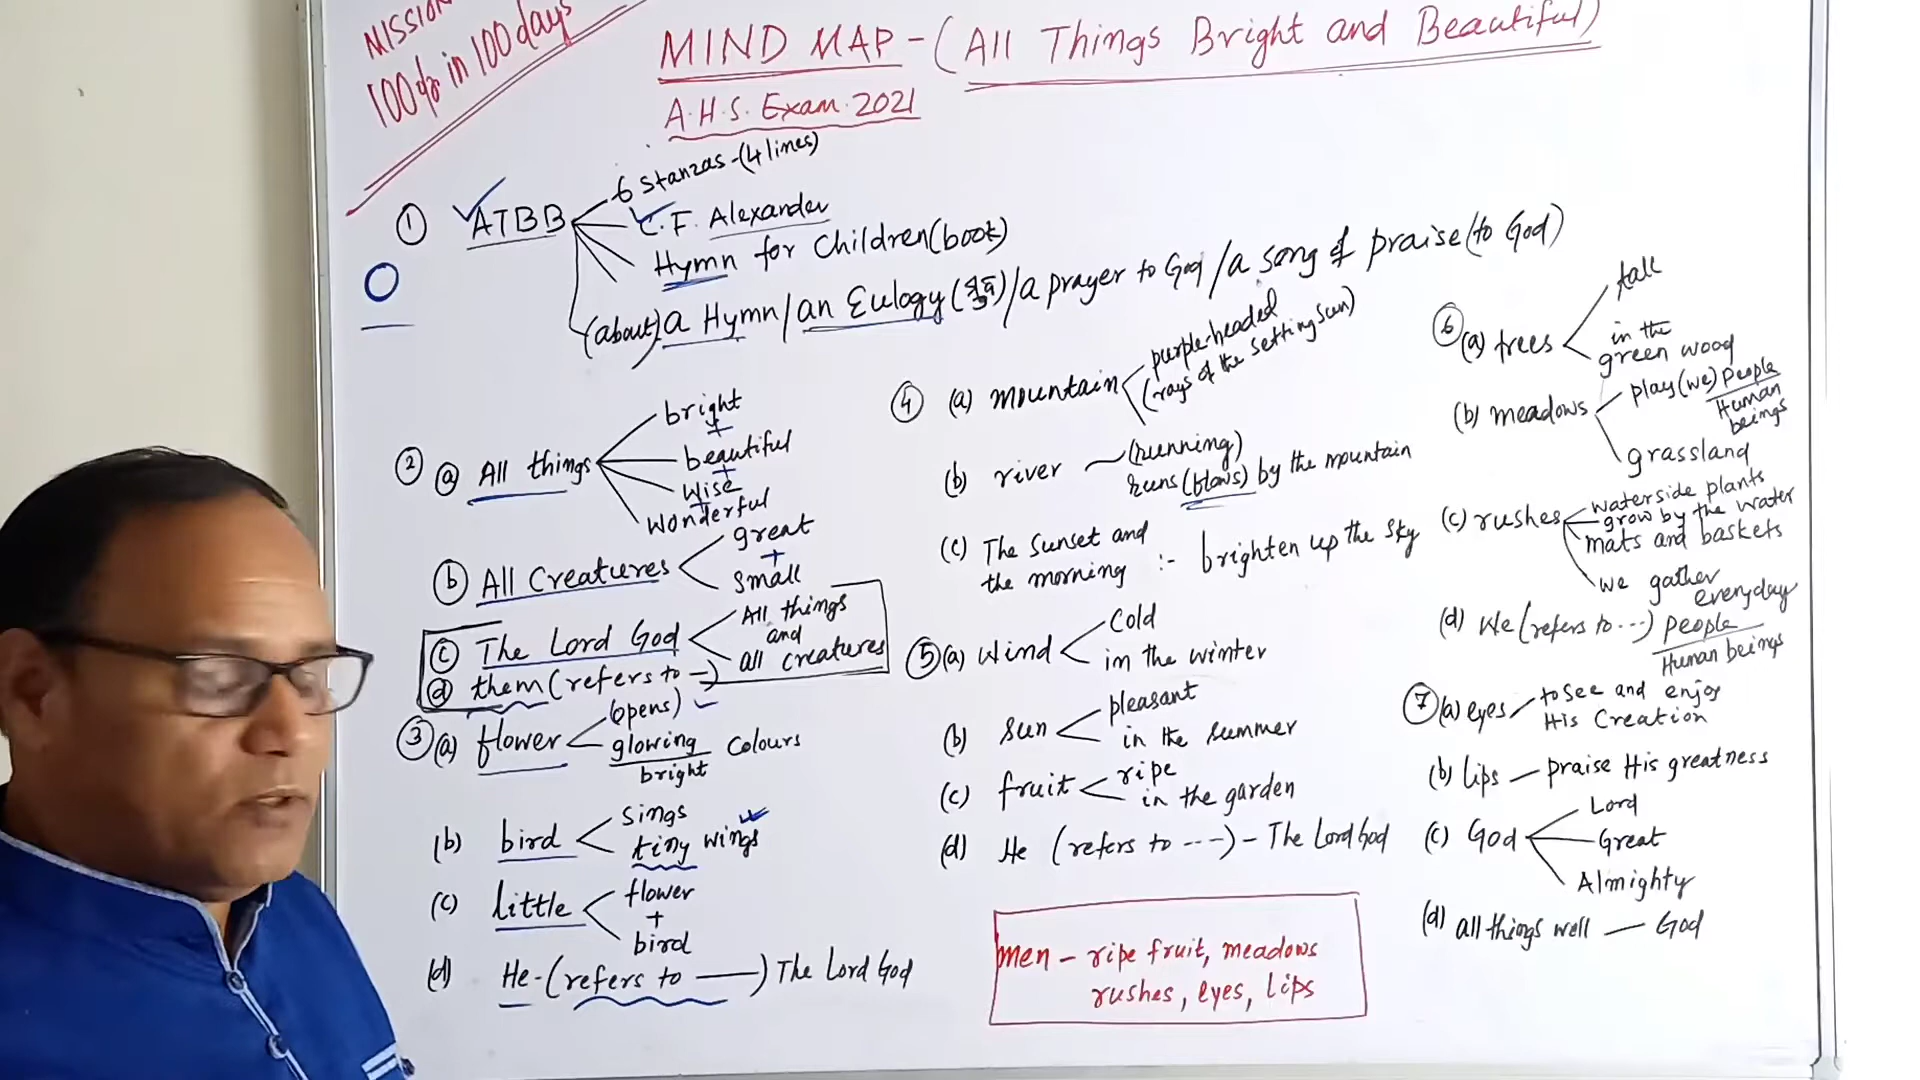 MISSION
100% in 100 days
MIND MAP - (All Things Bright and Beautiful)
A.H.S. Exam. 2021
① ATBB
6 Stanzas - (4 lines)
C.F. Alexander
Hymn for Children (book)
(about) a Hymn / an Eulogy / a prayer to God / a song of praise (to God)
② (a) All things
bright
+
beautiful
+
Wise
+
Wonderful
(b) All Creatures
great
+
small
(c) The Lord God
All things
and
all creatures
(d) them (refers to —)
③ (a) flower
(opens)
glowing colours
bright
(b) bird
sings
tiny wings
(c) little
flower
+
bird
(d) He - (refers to ——) The Lord God
④ (a) mountain
purple-headed
(rays of the setting sun)
(b) river
(running)
runs (flows) by the mountain
(c) The Sunset and
the morning :- brighten up the sky
⑤ (a) Wind
Cold
in the winter
(b) sun
pleasant
in the summer
(c) fruit
ripe
in the garden
(d) He (refers to ----) - The Lord God
men - ripe fruit, meadows
rushes, eyes, lips
⑥ (a) trees
tall
in the
green wood
(b) meadows
play (we) people
Human
beings
grassland
(c) rushes
waterside plants
grow by the water
mats and baskets
we gather
everyday
(d) We (refers to ...) people
Human beings
⑦ (a) eyes
to see and enjoy
His Creation
(b) lips — praise His greatness
(c) God
Lord
Great
Almighty
(d) all things well — God